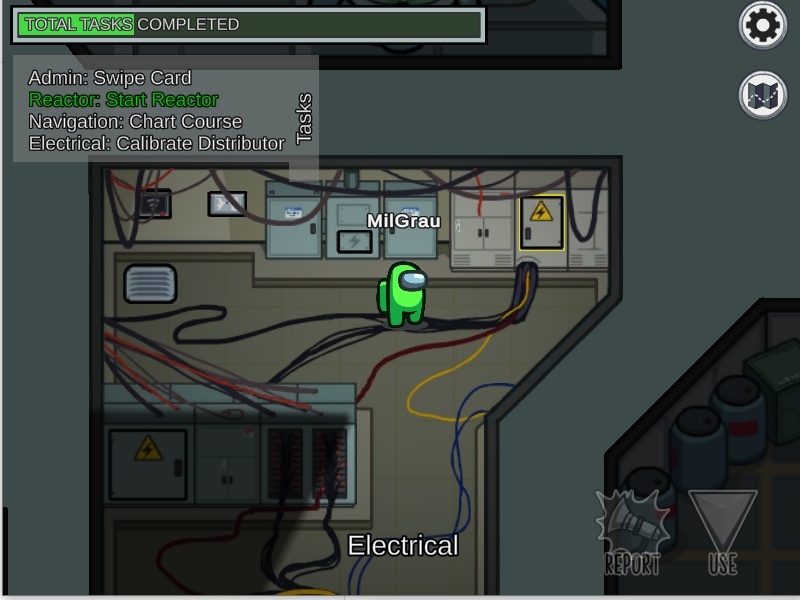 TOTAL TASKS COMPLETED
Admin: Swipe Card
Reactor: Start Reactor
Navigation: Chart Course
Electrical: Calibrate Distributor
Tasks
MilGrau
Electrical
REPORT
USE